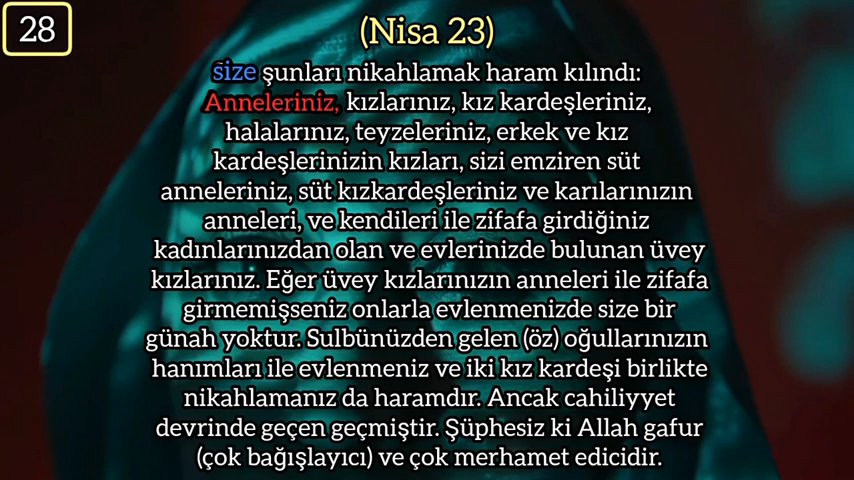 28
(Nisa 23)
size şunları nikahlamak haram kılındı:
Anneleriniz, kızlarınız, kız kardeşleriniz,
halalarınız, teyzeleriniz, erkek ve kız
kardeşlerinizin kızları, sizi emziren süt
anneleriniz, süt kızkardeşleriniz ve karılarınızın
anneleri, ve kendileri ile zifafa girdiğiniz
kadınlarınızdan olan ve evlerinizde bulunan üvey
kızlarınız. Eğer üvey kızlarınızın anneleri ile zifafa
girmemişseniz onlarla evlenmenizde size bir
günah yoktur. Sulbünüzden gelen (öz) oğullarınızın
hanımları ile evlenmeniz ve iki kız kardeşi birlikte
nikahlamanız da haramdır. Ancak cahiliyyet
devrinde geçen geçmiştir. Şüphesiz ki Allah gafur
(çok bağışlayıcı) ve çok merhamet edicidir.